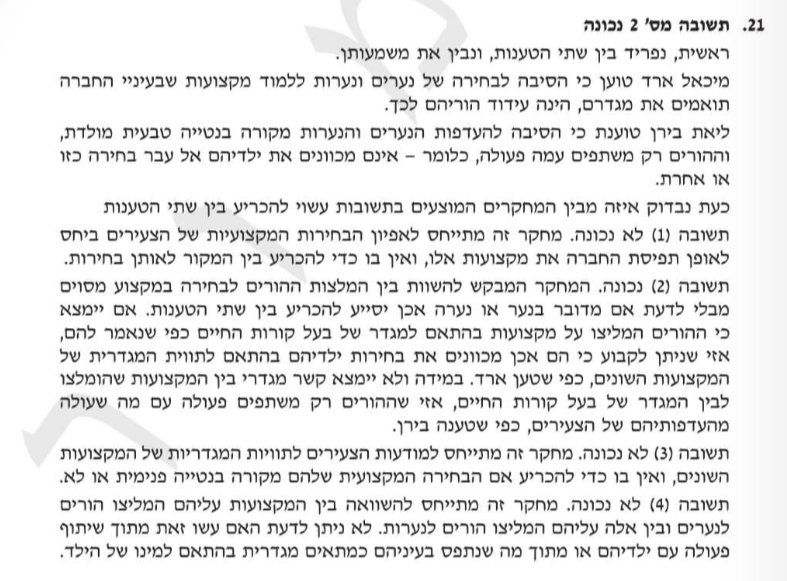 21. תשובה מס' 2 נכונה
ראשית, נפריד בין שתי הטענות, ונבין את משמעותן.
מיכאל ארד טוען כי הסיבה לבחירה של נערים ונערות ללמוד מקצועות שבעיניי החברה
תואמים את מגדרם, הינה עידוד הוריהם לכך.
ליאת בירן טוענת כי הסיבה להעדפות הנערים והנערות מקורה בנטייה טבעית מולדת,
וההורים רק משתפים עמה פעולה, כלומר – אינם מכוונים את ילדיהם אל עבר בחירה כזו
או אחרת.
כעת נבדוק איזה מבין המחקרים המוצעים בתשובות עשוי להכריע בין שתי הטענות
תשובה (1) לא נכונה. מחקר זה מתייחס לאפיון הבחירות המקצועיות של הצעירים ביחס
לאופן תפיסת החברה את מקצועות אלו, ואין בו כדי להכריע בין המקור לאותן בחירות.
תשובה (2) נכונה. המחקר המבקש להשוות בין המלצות ההורים לבחירה במקצוע מסוים
מבלי לדעת אם מדובר בנער או נערה אכן יסייע להכריע בין שתי הטענות. אם יימצא
כי ההורים המליצו על מקצועות בהתאם למגדר של בעל קורות החיים כפי שנאמר להם,
אזי שניתן לקבוע כי הם אכן מכוונים את בחירות ילדיהם בהתאם לתווית המגדרית של
המקצועות השונים, כפי שטען ארד. במידה ולא יימצא קשר מגדרי בין המקצועות שהומלצו
לבין המגדר של בעל קורות החיים, אזי שההורים רק משתפים פעולה עם מה שעולה
מהעדפותיהם של הצעירים, כפי שטענה בירן.
תשובה (3) לא נכונה. מחקר זה מתייחס למודעות הצעירים לתוויות המגדריות של המקצועות
השונים, ואין בו כדי להכריע אם הבחירה המקצועית שלהם מקורה בנטייה פנימית או לא.
תשובה (4) לא נכונה. מחקר זה מתייחס להשוואה בין המקצועות עליהם המליצו הורים
לנערים ובין אלה עליהם המליצו הורים לנערות. לא ניתן לדעת האם עשו זאת מתוך שיתוף
פעולה עם ילדיהם או מתוך מה שנתפס בעיניהם כמתאים מגדרית בהתאם למינו של הילד.